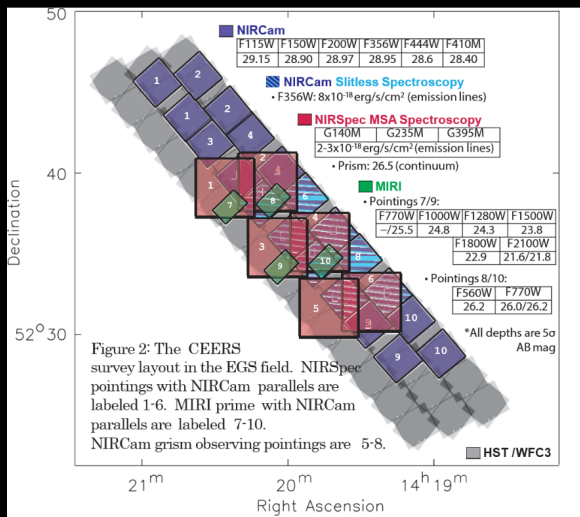 50
40
52° 30
Declination
21m
20m
14h 19m
Right Ascension
NIRCam
F115W F150W F200W F356W F444W F410M
29.15 28.90 28.97 28.95 28.6 28.40
NIRCam Slitless Spectroscopy
• F356W: 8x10-18 erg/s/cm² (emission lines)
NIRSpec MSA Spectroscopy
G140M G235M G395M
2-3x10-18 erg/s/cm² (emission lines)
• Prism: 26.5 (continuum)
MIRI
• Pointings 7/9:
F770W F1000W F1280W F1500W
–/25.5 24.8 24.3 23.8
F1800W F2100W
22.9 21.6/21.8
• Pointings 8/10:
F560W F770W
26.2 26.0/26.2
*All depths are 5σ
AB mag
HST /WFC3
1
2
1
2
3
4
1
2
4
7
8
6
3
4
9
10
8
5
6
9
10
9
10
Figure 2: The CEERS
survey layout in the EGS field. NIRSpec
pointings with NIRCam parallels are
labeled 1-6. MIRI prime with NIRCam
parallels are labeled 7-10.
NIRCam grism observing pointings are 5-8.